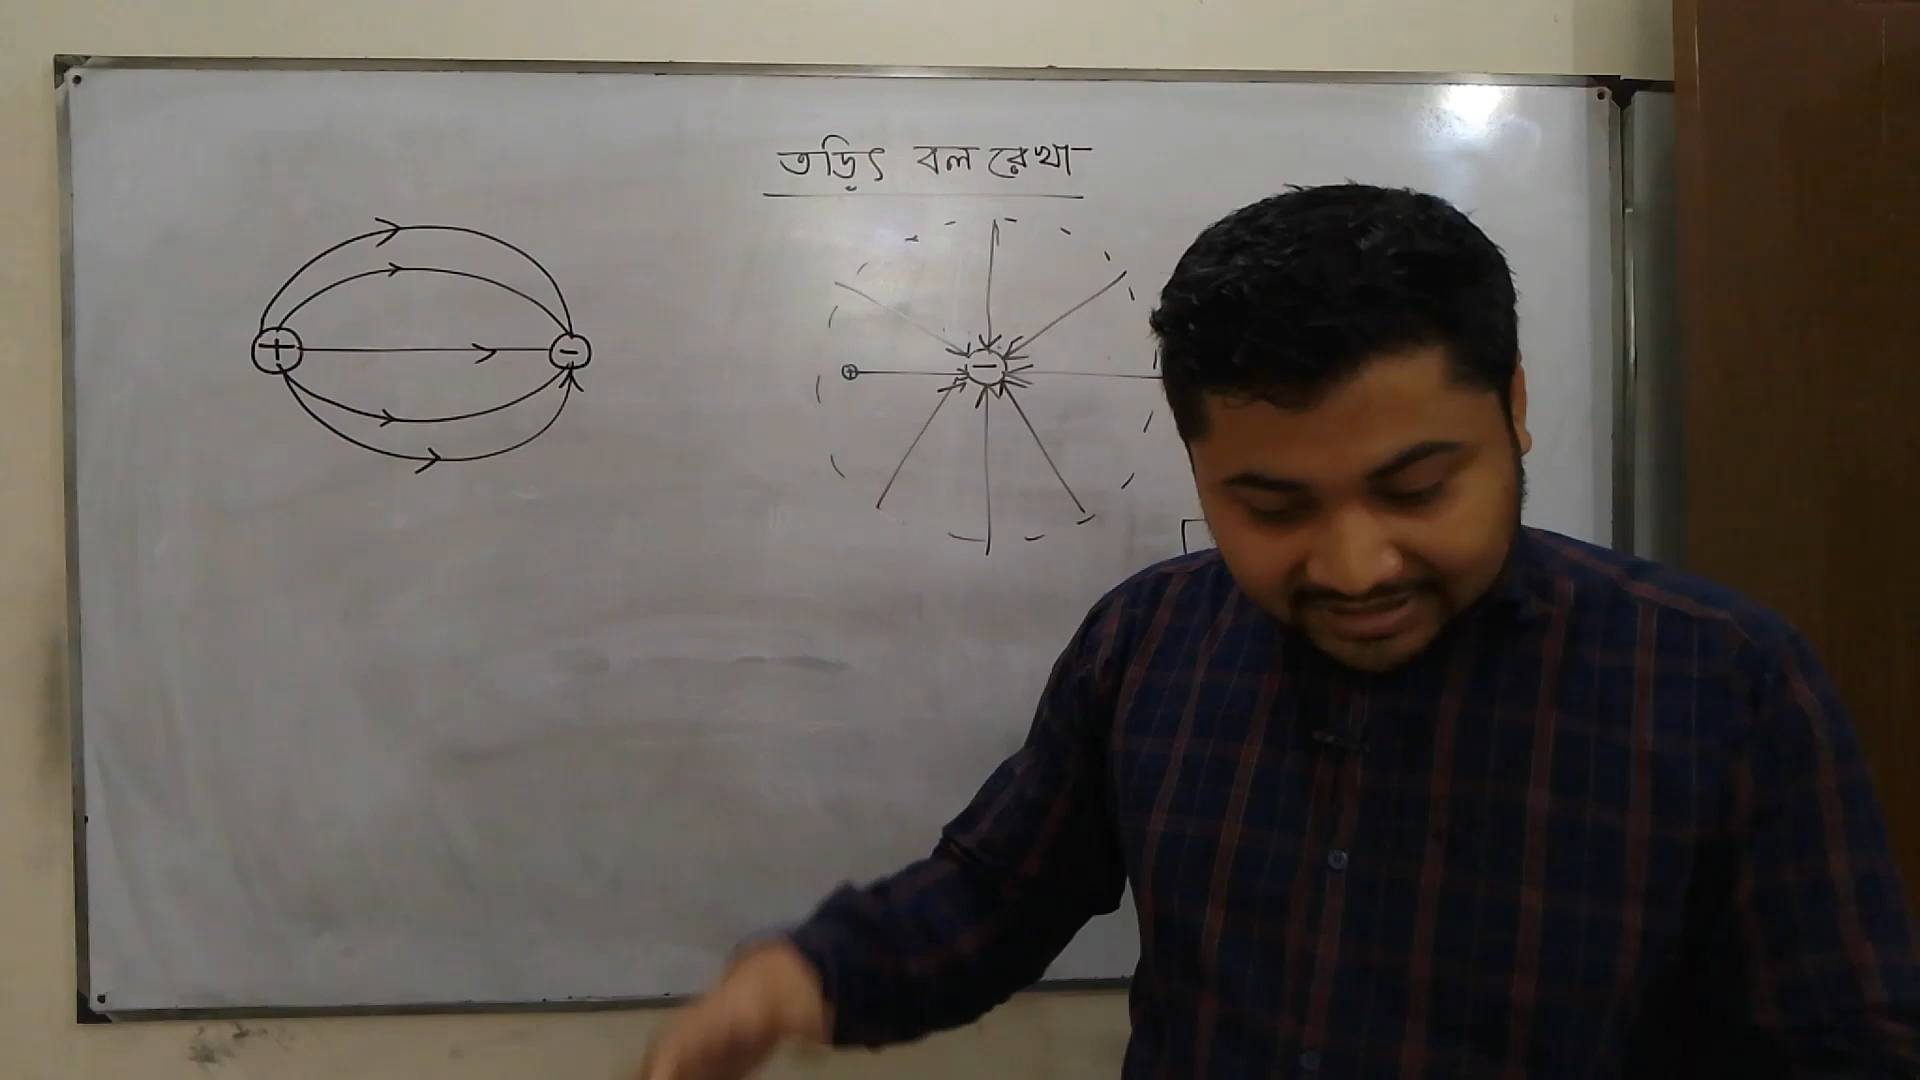 তড়িৎ বল রেখা
+
-
+
-